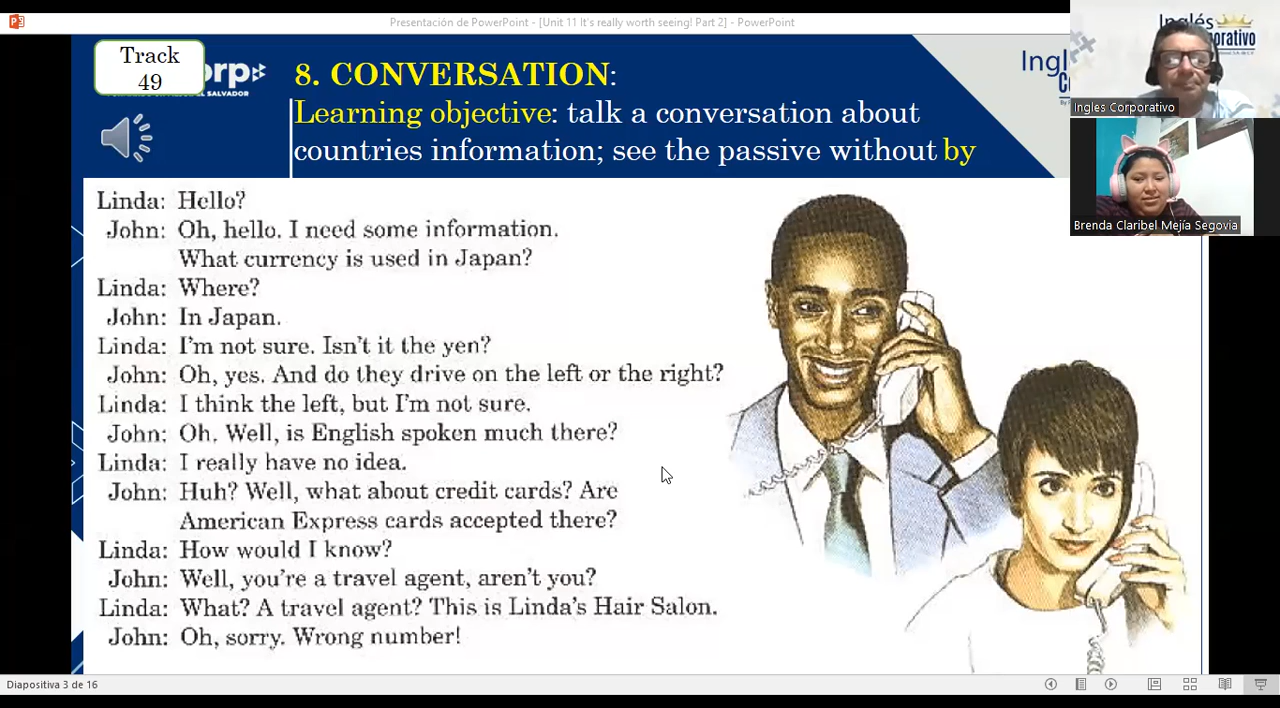 Presentación de PowerPoint - [Unit 11 It's really worth seeing! Part 2] - PowerPoint
Track
49
8. CONVERSATION:
Learning objective: talk a conversation about
countries information; see the passive without by
Linda: Hello?
John: Oh, hello. I need some information.
What currency is used in Japan?
Linda: Where?
John: In Japan.
Linda: I'm not sure. Isn't it the yen?
John: Oh, yes. And do they drive on the left or the right?
Linda: I think the left, but I'm not sure.
John: Oh. Well, is English spoken much there?
Linda: I really have no idea.
John: Huh? Well, what about credit cards? Are
American Express cards accepted there?
Linda: How would I know?
John: Well, you're a travel agent, aren't you?
Linda: What? A travel agent? This is Linda's Hair Salon.
John: Oh, sorry. Wrong number!
Inglés
Ingles Corporativo
Brenda Claribel Mejía Segovia
Diapositiva 3 de 16